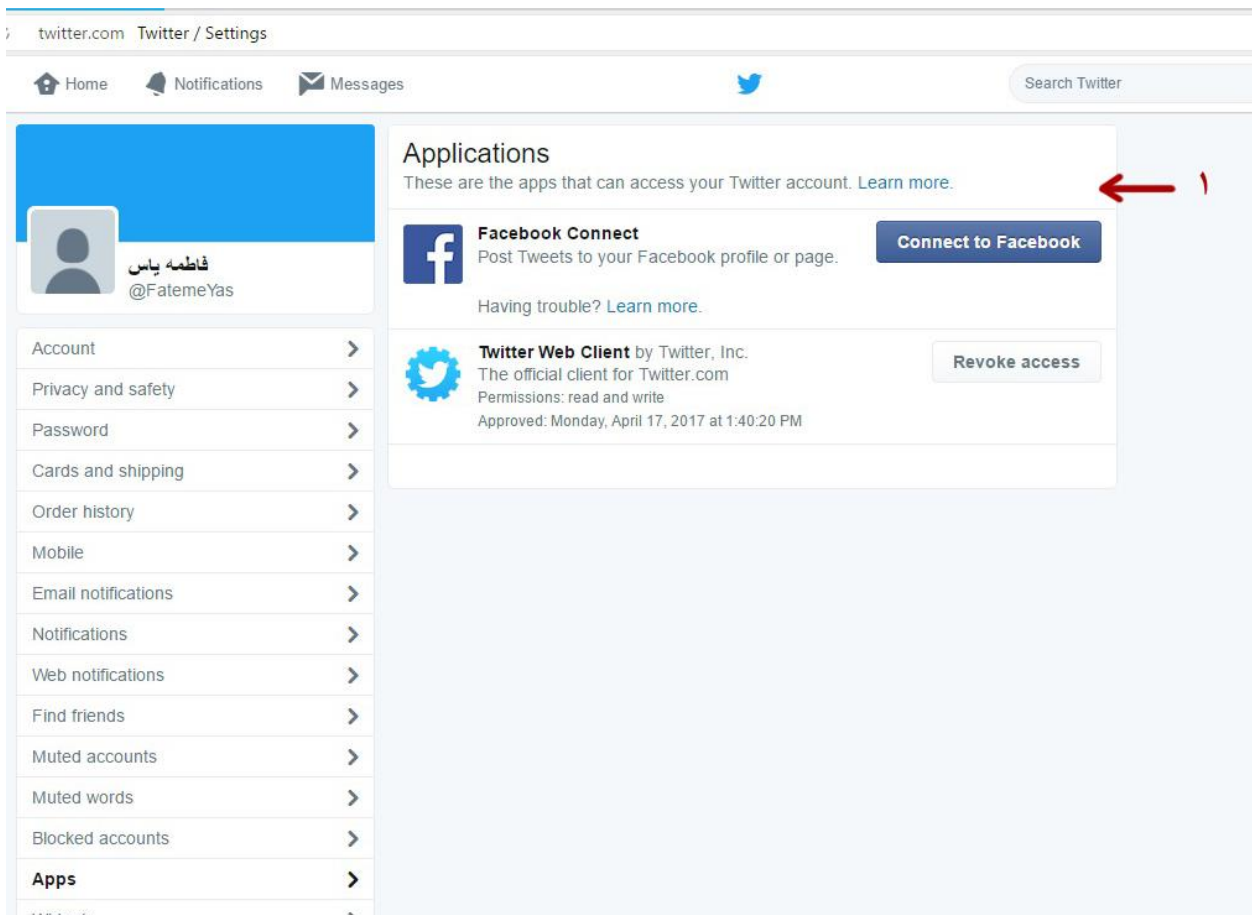 twitter.com Twitter / Settings
Home Notifications Messages Search Twitter
فاطمه یاس
@FatemeYas
Account
Privacy and safety
Password
Cards and shipping
Order history
Mobile
Email notifications
Notifications
Web notifications
Find friends
Muted accounts
Muted words
Blocked accounts
Apps
Applications
These are the apps that can access your Twitter account. Learn more.
۱
Facebook Connect
Post Tweets to your Facebook profile or page.
Connect to Facebook
Having trouble? Learn more.
Twitter Web Client by Twitter, Inc.
The official client for Twitter.com
Permissions: read and write
Approved: Monday, April 17, 2017 at 1:40:20 PM
Revoke access